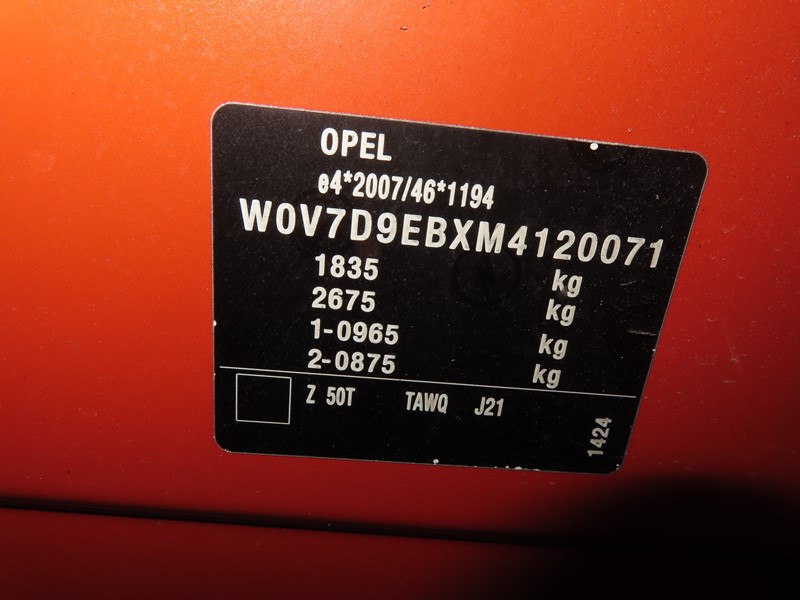 OPEL
e4*2007/46*1194
W0V7D9EBXM4120071
1835 kg
2675 kg
1-0965 kg
2-0875 kg
Z 50T TAWQ J21
1424